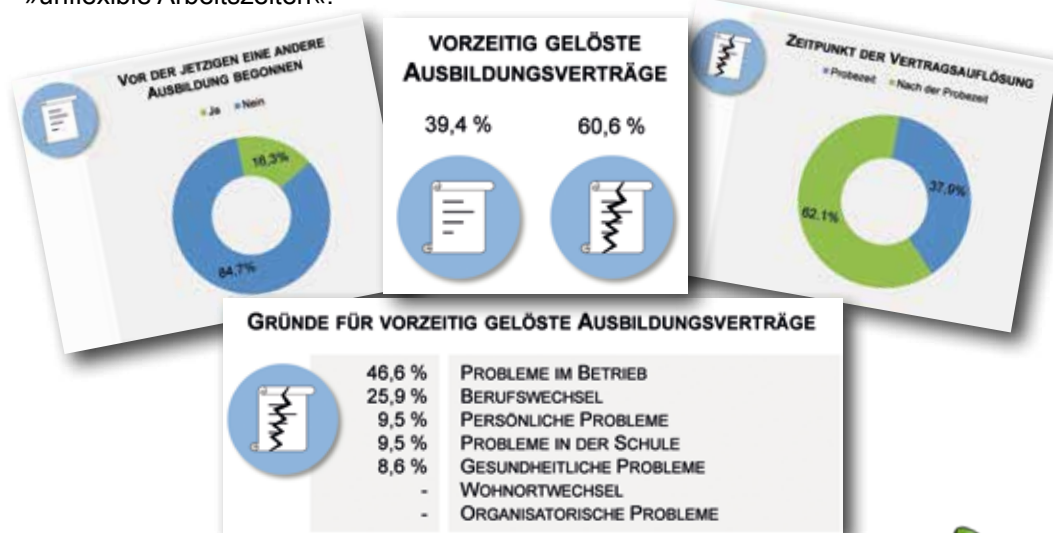 »unflexible Arbeitszeiten«.
VOR DER JETZIGEN EINE ANDERE
AUSBILDUNG BEGONNEN
Ja Nein
16,3%
84,7%
VORZEITIG GELÖSTE
AUSBILDUNGSVERTRÄGE
39,4 % 60,6 %
ZEITPUNKT DER VERTRAGSAUFLÖSUNG
Probezeit Nach der Probezeit
37,9%
62,1%
GRÜNDE FÜR VORZEITIG GELÖSTE AUSBILDUNGSVERTRÄGE
46,6 % PROBLEME IM BETRIEB
25,9 % BERUFSWECHSEL
9,5 % PERSÖNLICHE PROBLEME
9,5 % PROBLEME IN DER SCHULE
8,6 % GESUNDHEITLICHE PROBLEME
- WOHNORTWECHSEL
- ORGANISATORISCHE PROBLEME